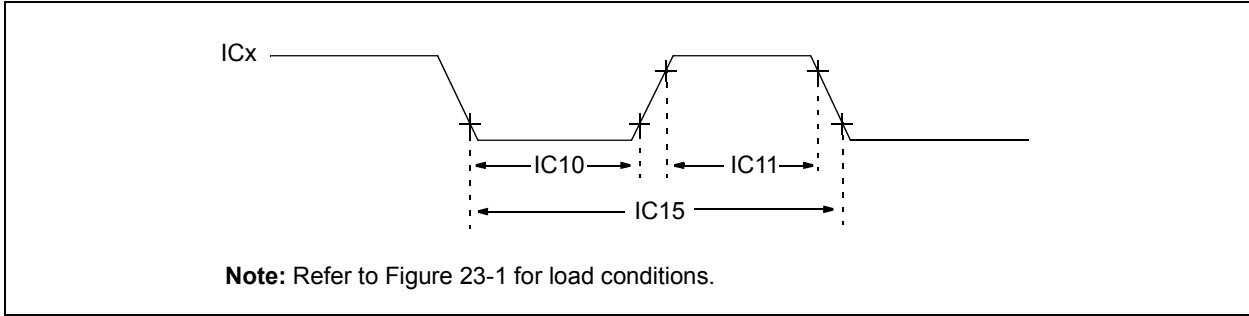 ICx
IC10
IC11
IC15
Note: Refer to Figure 23-1 for load conditions.